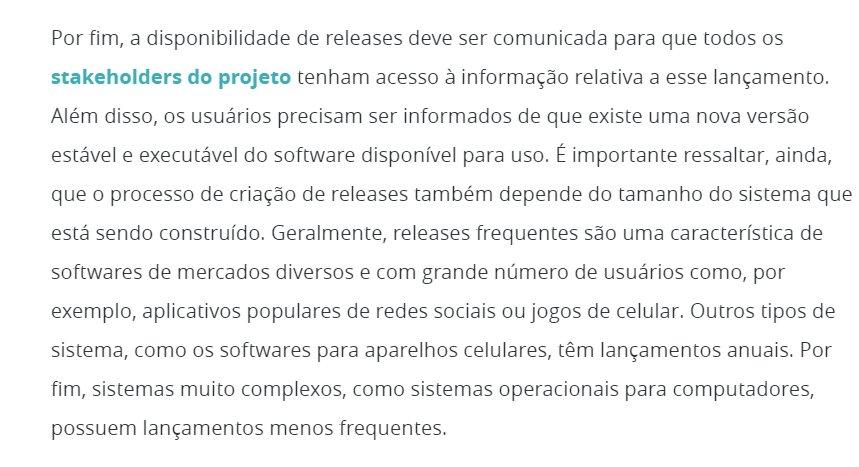 Por fim, a disponibilidade de releases deve ser comunicada para que todos os
stakeholders do projeto tenham acesso à informação relativa a esse lançamento.
Além disso, os usuários precisam ser informados de que existe uma nova versão
estável e executável do software disponível para uso. É importante ressaltar, ainda,
que o processo de criação de releases também depende do tamanho do sistema que
está sendo construído. Geralmente, releases frequentes são uma característica de
softwares de mercados diversos e com grande número de usuários como, por
exemplo, aplicativos populares de redes sociais ou jogos de celular. Outros tipos de
sistema, como os softwares para aparelhos celulares, têm lançamentos anuais. Por
fim, sistemas muito complexos, como sistemas operacionais para computadores,
possuem lançamentos menos frequentes.